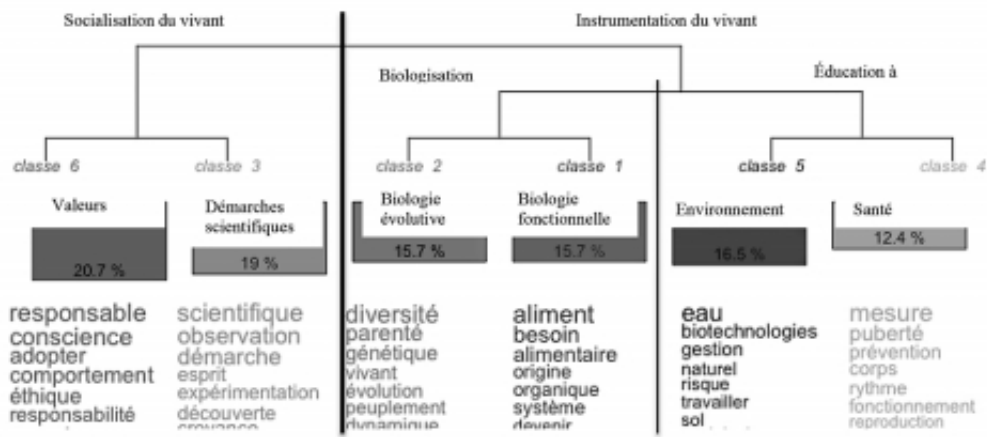 Socialisation du vivant
Instrumentation du vivant
Biologisation
Éducation à
classe 6
classe 3
classe 2
classe 1
classe 5
classe 4
Valeurs
Démarches
scientifiques
Biologie
évolutive
Biologie
fonctionnelle
Environnement
Santé
20.7 %
19 %
15.7 %
15.7 %
16.5 %
12.4 %
responsable
conscience
adopter
comportement
éthique
responsabilité
scientifique
observation
démarche
esprit
expérimentation
découverte
croyance
diversité
parenté
génétique
vivant
évolution
peuplement
dynamique
aliment
besoin
alimentaire
origine
organique
système
devenir
eau
biotechnologies
gestion
naturel
risque
travailler
sol
mesure
puberté
prévention
corps
rythme
fonctionnement
reproduction